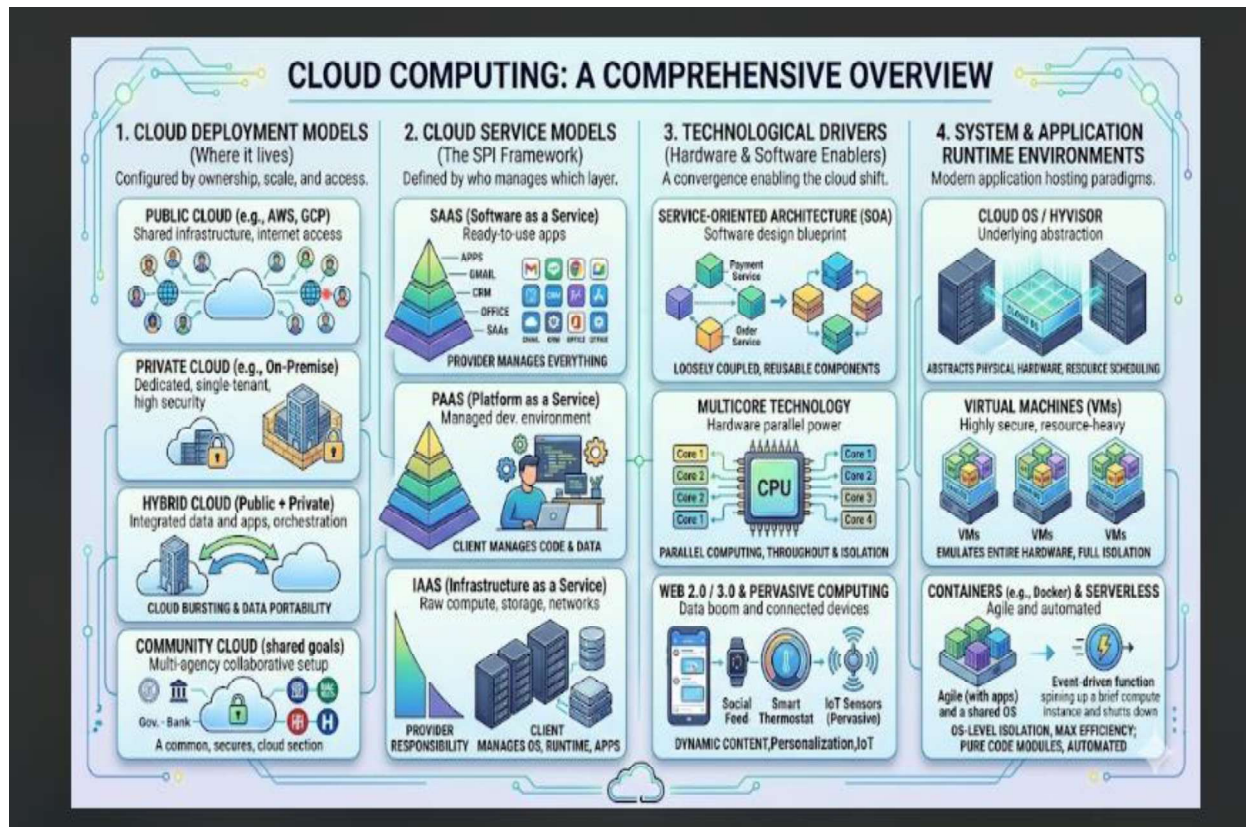 CLOUD COMPUTING: A COMPREHENSIVE OVERVIEW
1. CLOUD DEPLOYMENT MODELS
(Where it lives)
Configured by ownership, scale, and access.
PUBLIC CLOUD (e.g., AWS, GCP)
Shared infrastructure, internet access
PRIVATE CLOUD (e.g., On-Premise)
Dedicated, single-tenant,
high security
HYBRID CLOUD (Public + Private)
Integrated data and apps, orchestration
CLOUD BURSTING & DATA PORTABILITY
COMMUNITY CLOUD (shared goals)
Multi-agency collaborative setup
Gov. - Bank
H
A common, secures, cloud section
2. CLOUD SERVICE MODELS
(The SPI Framework)
Defined by who manages which layer.
SAAS (Software as a Service)
Ready-to-use apps
APPS
GMAIL
CRM
OFFICE
SAAs
CRM
OFFICE
PROVIDER MANAGES EVERYTHING
PAAS (Platform as a Service)
Managed dev. environment
CLIENT MANAGES CODE & DATA
IAAS (Infrastructure as a Service)
Raw compute, storage, networks
PROVIDER
RESPONSIBILITY
CLIENT
MANAGES OS, RUNTIME, APPS
3. TECHNOLOGICAL DRIVERS
(Hardware & Software Enablers)
A convergence enabling the cloud shift.
SERVICE-ORIENTED ARCHITECTURE (SOA)
Software design blueprint
Payment
Service
Order
Service
LOOSELY COUPLED, REUSABLE COMPONENTS
MULTICORE TECHNOLOGY
Hardware parallel power
Core 1
Core 2
Core 2
Core 1
CPU
Core 1
Core 2
Core 3
Core 4
PARALLEL COMPUTING, THROUGHOUT & ISOLATION
WEB 2.0 / 3.0 & PERVASIVE COMPUTING
Data boom and connected devices
Social
Feed
Smart
Thermostat
IoT Sensors
(Pervasive)
DYNAMIC CONTENT,Personalization,IoT
4. SYSTEM & APPLICATION
RUNTIME ENVIRONMENTS
Modern application hosting paradigms.
CLOUD OS / HYVISOR
Underlying abstraction
CLOUD OS
ABSTRACTS PHYSICAL HARDWARE, RESOURCE SCHEDULING
VIRTUAL MACHINES (VMs)
Highly secure, resource-heavy
VMs
VMs
VMs
EMULATES ENTIRE HARDWARE, FULL ISOLATION
CONTAINERS (e.g., Docker) & SERVERLESS
Agile and automated
Agile (with apps)
and a shared OS
Event-driven function
spining up a brief compute
instance and shutts down
OS-LEVEL ISOLATION, MAX EFFICIENCY;
PURE CODE MODULES, AUTOMATED